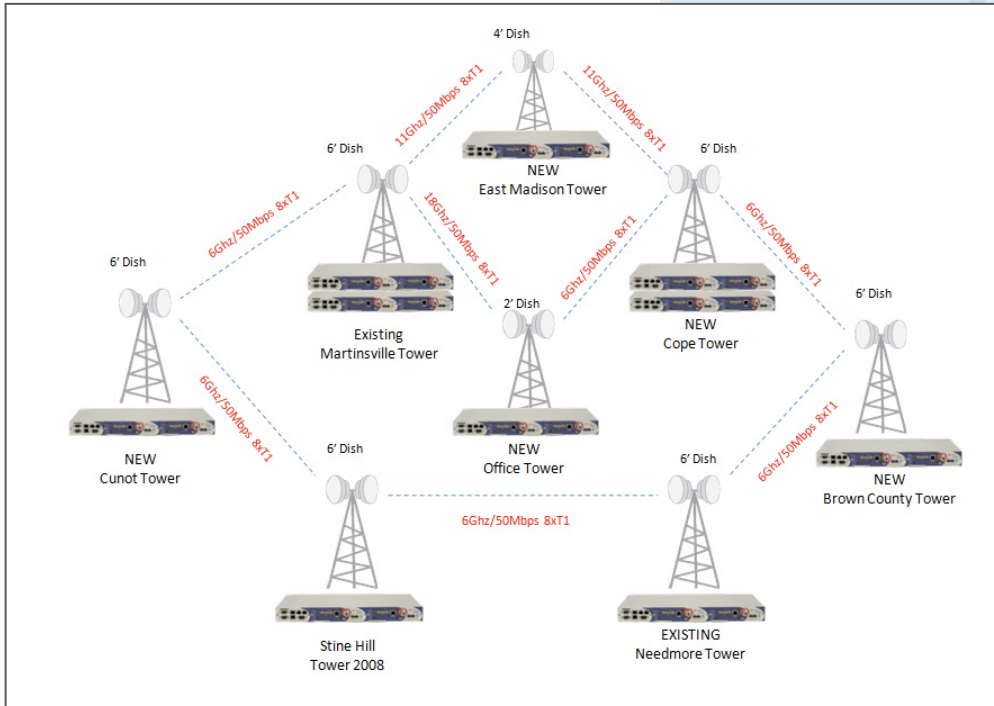 4’ Dish
11Ghz/50Mbps 8xT1
11Ghz/50Mbps 8xT1
NEW
East Madison Tower
6’ Dish
6’ Dish
6Ghz/50Mbps 8xT1
18Ghz/50Mbps 8xT1
6Ghz/50Mbps 8xT1
6Ghz/50Mbps 8xT1
6’ Dish
Existing
Martinsville Tower
2’ Dish
NEW
Cope Tower
6’ Dish
NEW
Cunot Tower
6Ghz/50Mbps 8xT1
NEW
Office Tower
6Ghz/50Mbps 8xT1
NEW
Brown County Tower
6’ Dish
6’ Dish
6Ghz/50Mbps 8xT1
Stine Hill
Tower 2008
EXISTING
Needmore Tower